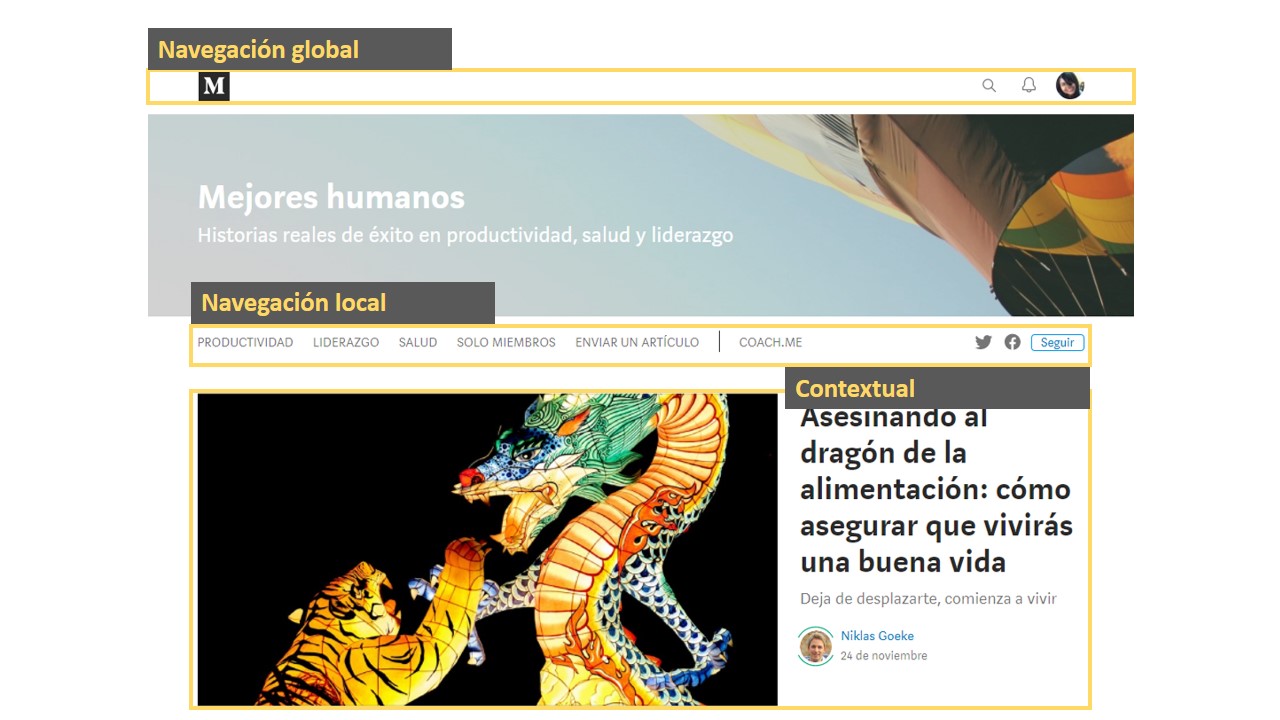 Navegación global
M
Mejores humanos
Historias reales de éxito en productividad, salud y liderazgo
Navegación local
PRODUCTIVIDAD LIDERAZGO SALUD SOLO MIEMBROS ENVIAR UN ARTÍCULO COACH.ME Seguir
Contextual
Asesinando al
dragón de la
alimentación: cómo
asegurar que vivirás
una buena vida
Deja de desplazarte, comienza a vivir
Niklas Goeke
24 de noviembre